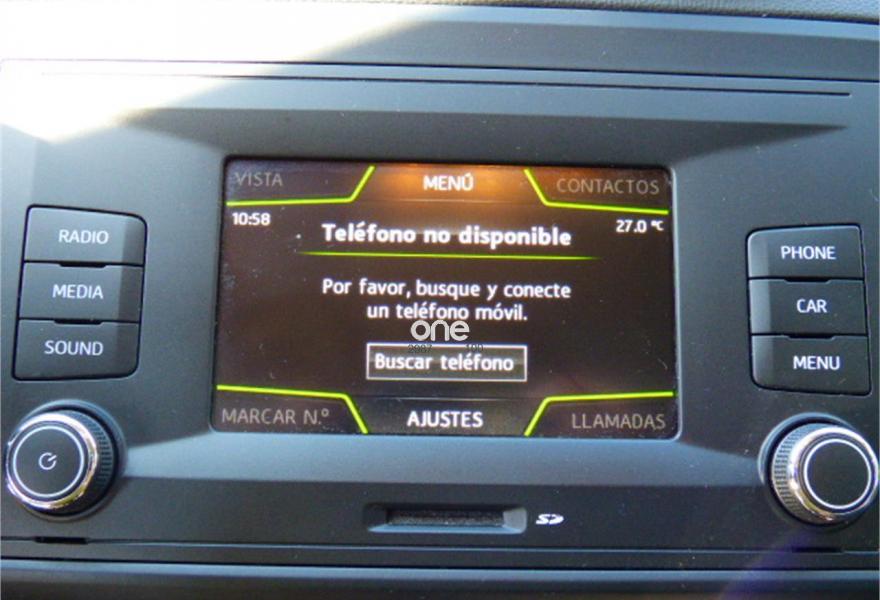 VISTA
MENÚ
CONTACTOS
10:58
27.0 °C
Teléfono no disponible
Por favor, busque y conecte
un teléfono móvil.
one
Buscar teléfono
MARCAR N.º
AJUSTES
LLAMADAS
RADIO
MEDIA
SOUND
PHONE
CAR
MENU
SD